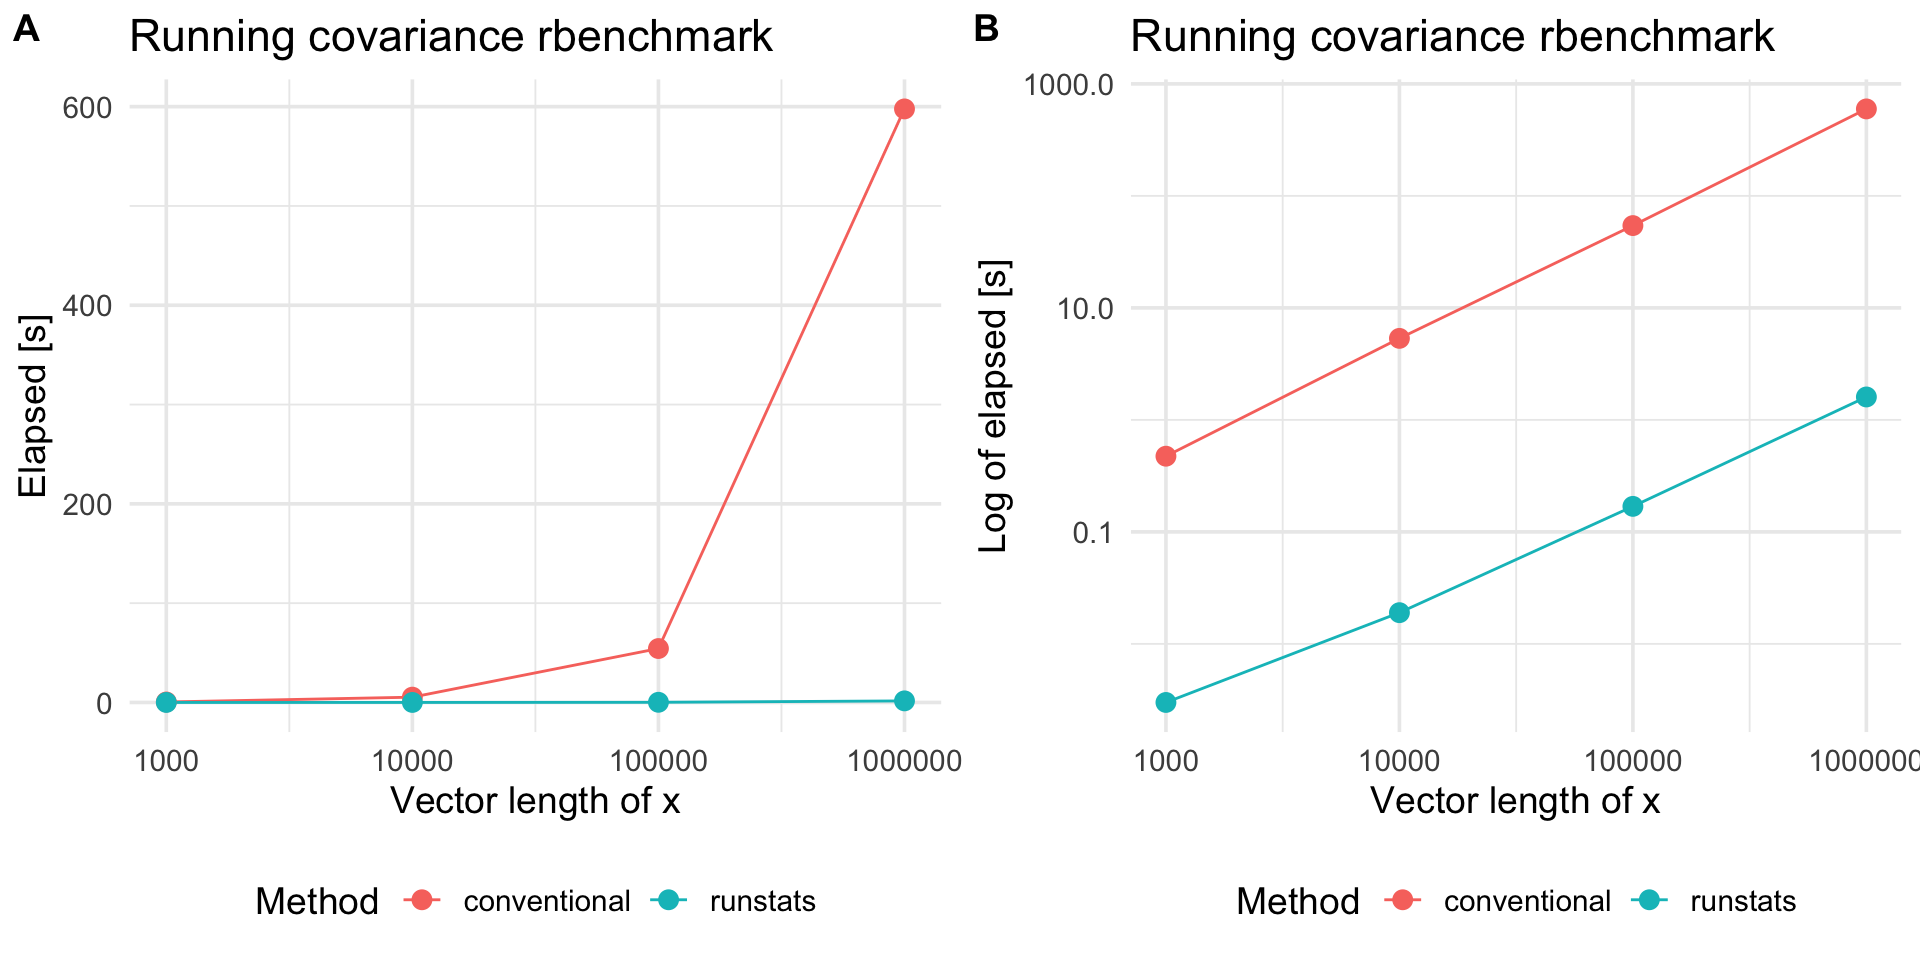 A
Running covariance rbenchmark
Elapsed [s]
600
400
200
0
1000 10000 100000 1000000
Vector length of x
Method conventional runstats
B
Running covariance rbenchmark
Log of elapsed [s]
1000.0
10.0
0.1
1000 10000 100000 1000000
Vector length of x
Method conventional runstats